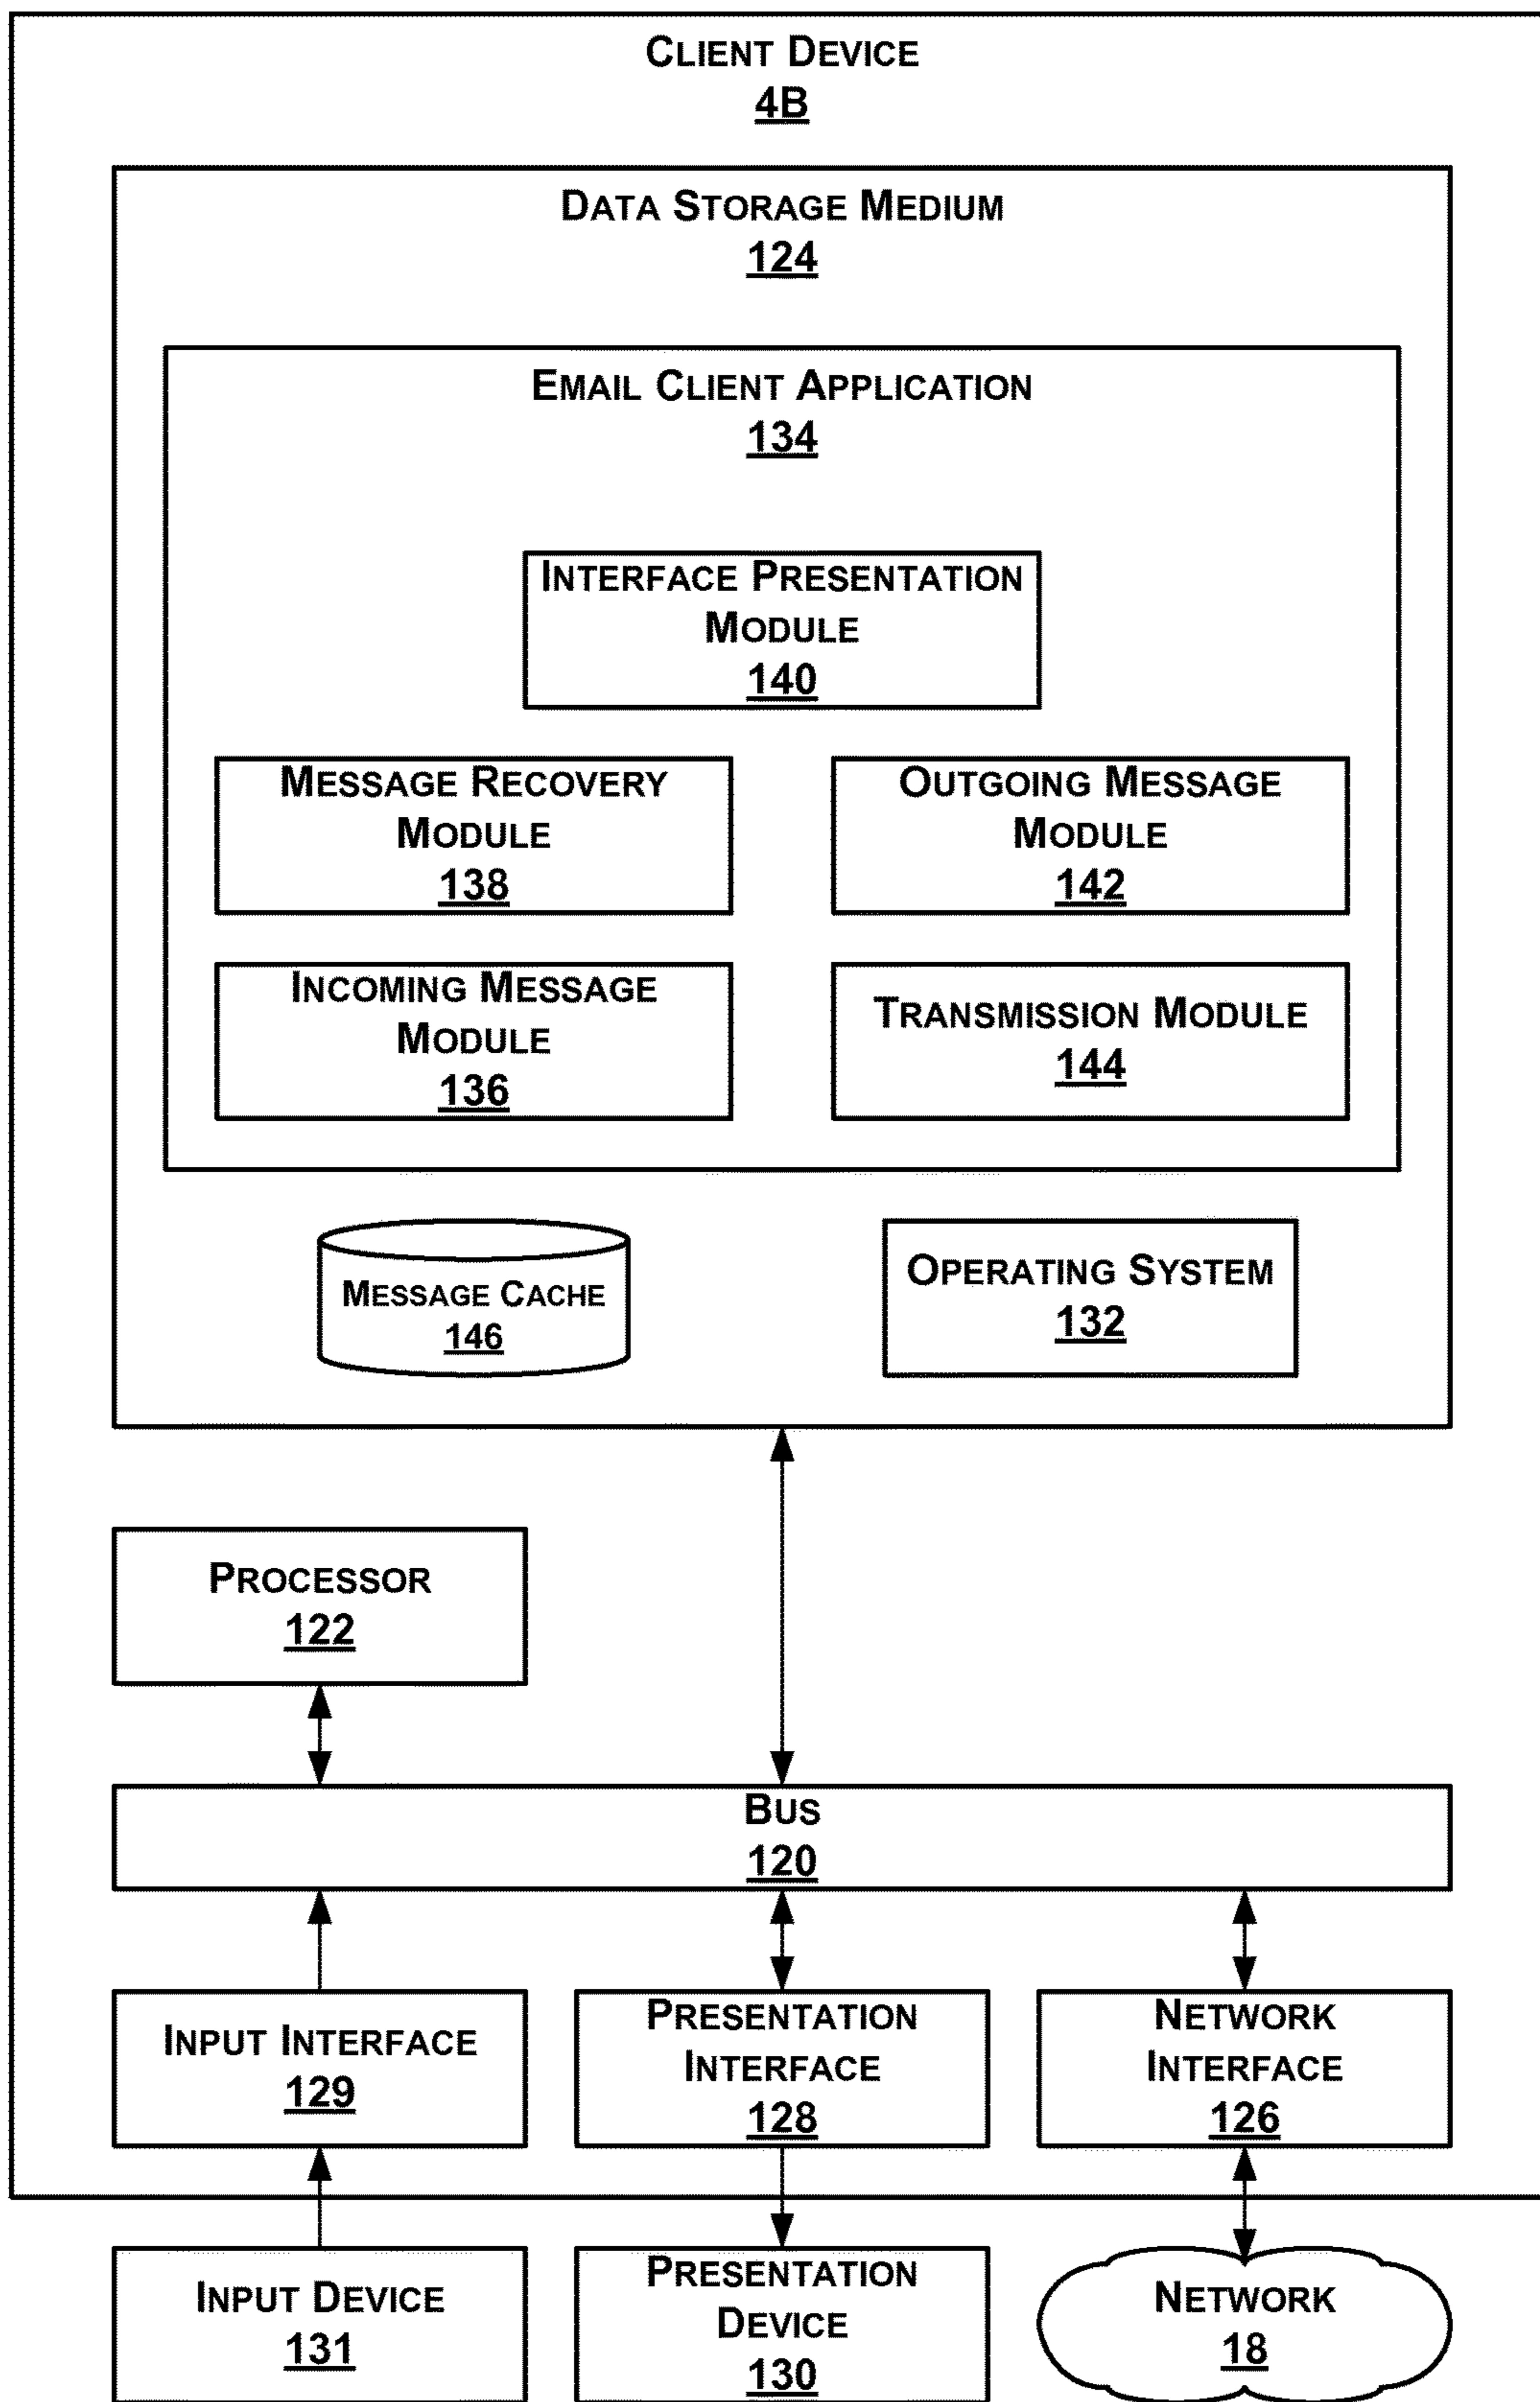 CLIENT DEVICE
4B
DATA STORAGE MEDIUM
124
EMAIL CLIENT APPLICATION
134
INTERFACE PRESENTATION
MODULE
140
MESSAGE RECOVERY
MODULE
138
OUTGOING MESSAGE
MODULE
142
INCOMING MESSAGE
MODULE
136
TRANSMISSION MODULE
144
MESSAGE CACHE
146
OPERATING SYSTEM
132
PROCESSOR
122
BUS
120
INPUT INTERFACE
129
PRESENTATION
INTERFACE
128
NETWORK
INTERFACE
126
INPUT DEVICE
131
PRESENTATION
DEVICE
130
NETWORK
18